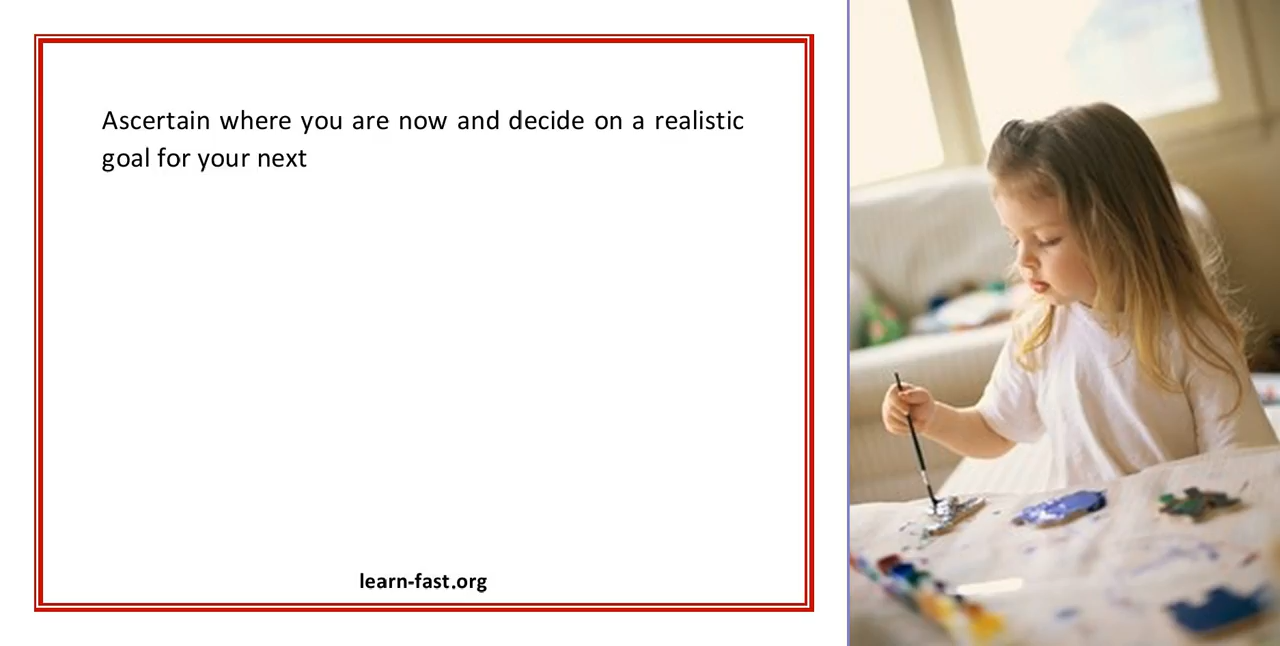 Ascertain where you are now and decide on a realistic
goal for your next
learn-fast.org